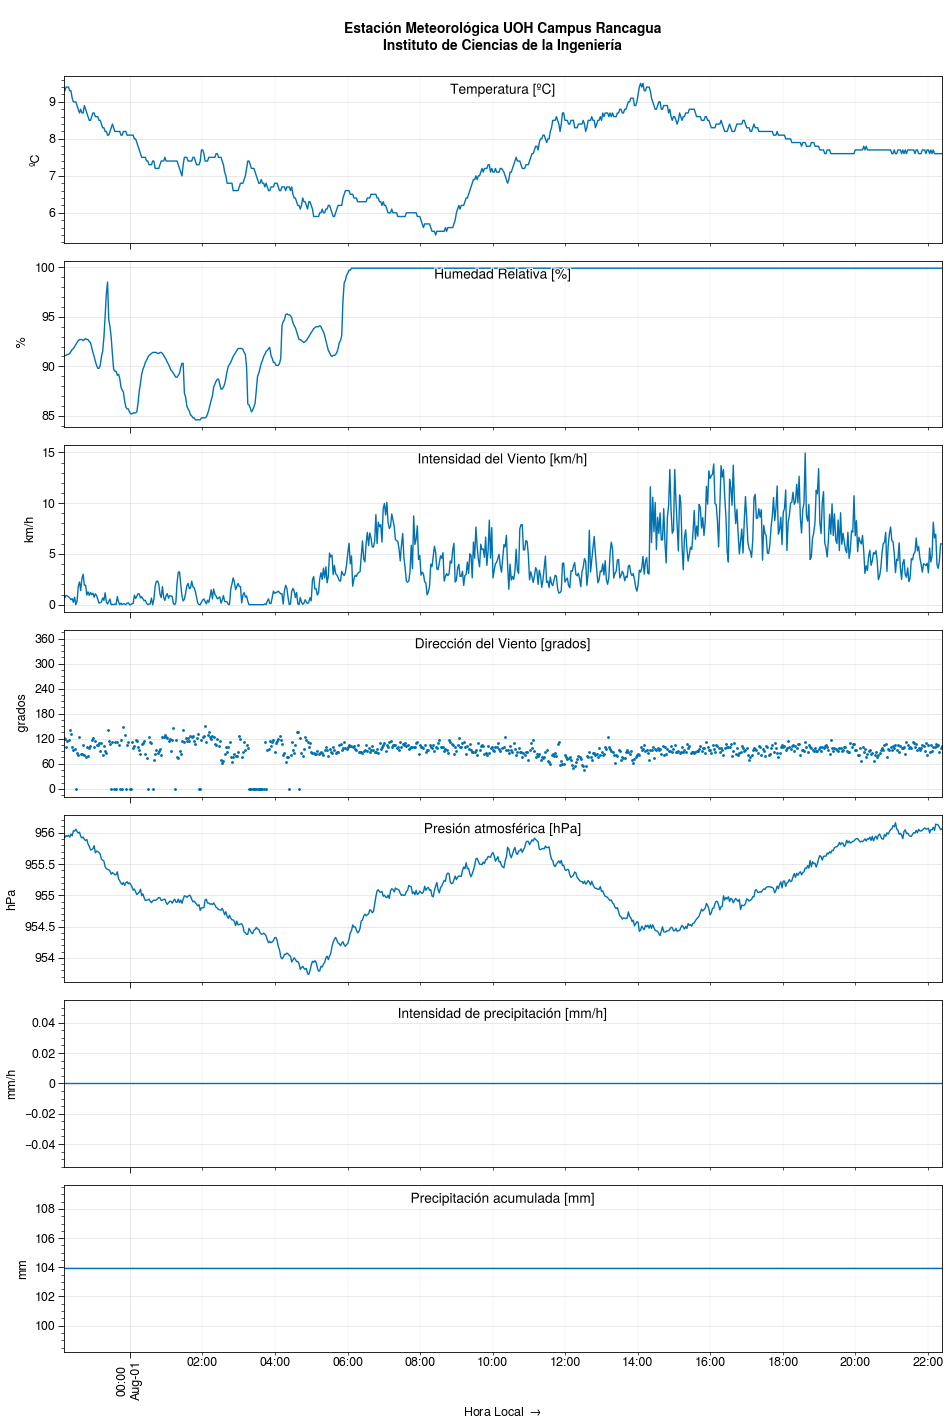 Estación Meteorológica UOH Campus Rancagua
Instituto de Ciencias de la Ingeniería
Temperatura [ºC]
ºC
9
8
7
6
Humedad Relativa [%]
%
100
95
90
85
Intensidad del Viento [km/h]
km/h
15
10
5
0
Dirección del Viento [grados]
grados
360
300
240
180
120
60
0
Presión atmosférica [hPa]
hPa
956
955.5
955
954.5
954
Intensidad de precipitación [mm/h]
mm/h
0.04
0.02
0
−0.02
−0.04
Precipitación acumulada [mm]
mm
108
106
104
102
100
00:00
Aug-01
02:00
04:00
06:00
08:00
10:00
12:00
14:00
16:00
18:00
20:00
22:00
Hora Local →